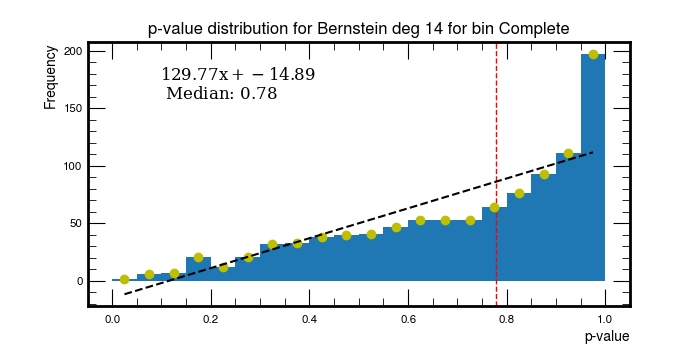 p-value distribution for Bernstein deg 14 for bin Complete
Frequency
200
150
100
50
0
129.77x + −14.89
Median: 0.78
0.0 0.2 0.4 0.6 0.8 1.0
p-value